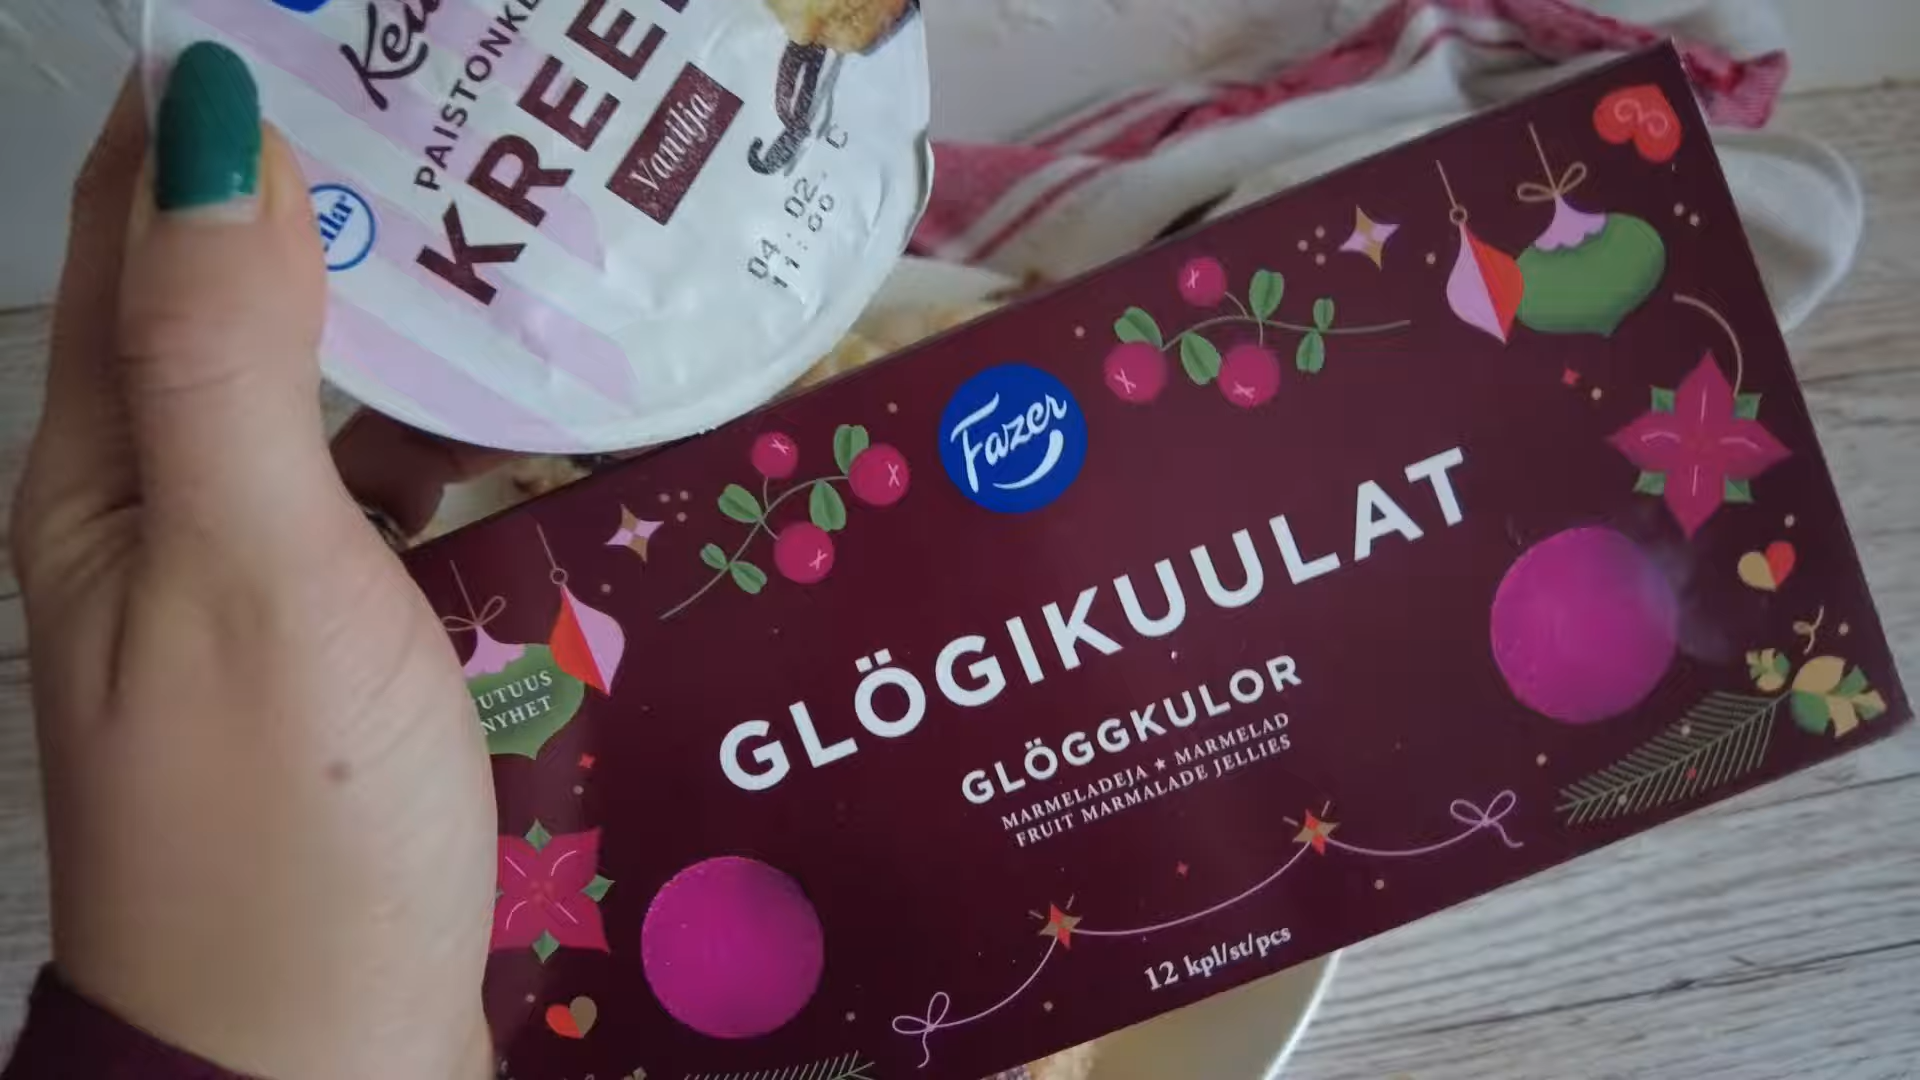 PAISTONKE
KREE
Vanilja
04.02. C
11:00
Fazer
GLÖGIKUULAT
GLÖGGKULOR
MARMELADEJA ★ MARMELAD
FRUIT MARMALADE JELLIES
UTUUS
NYHET
12 kpl/st/pcs